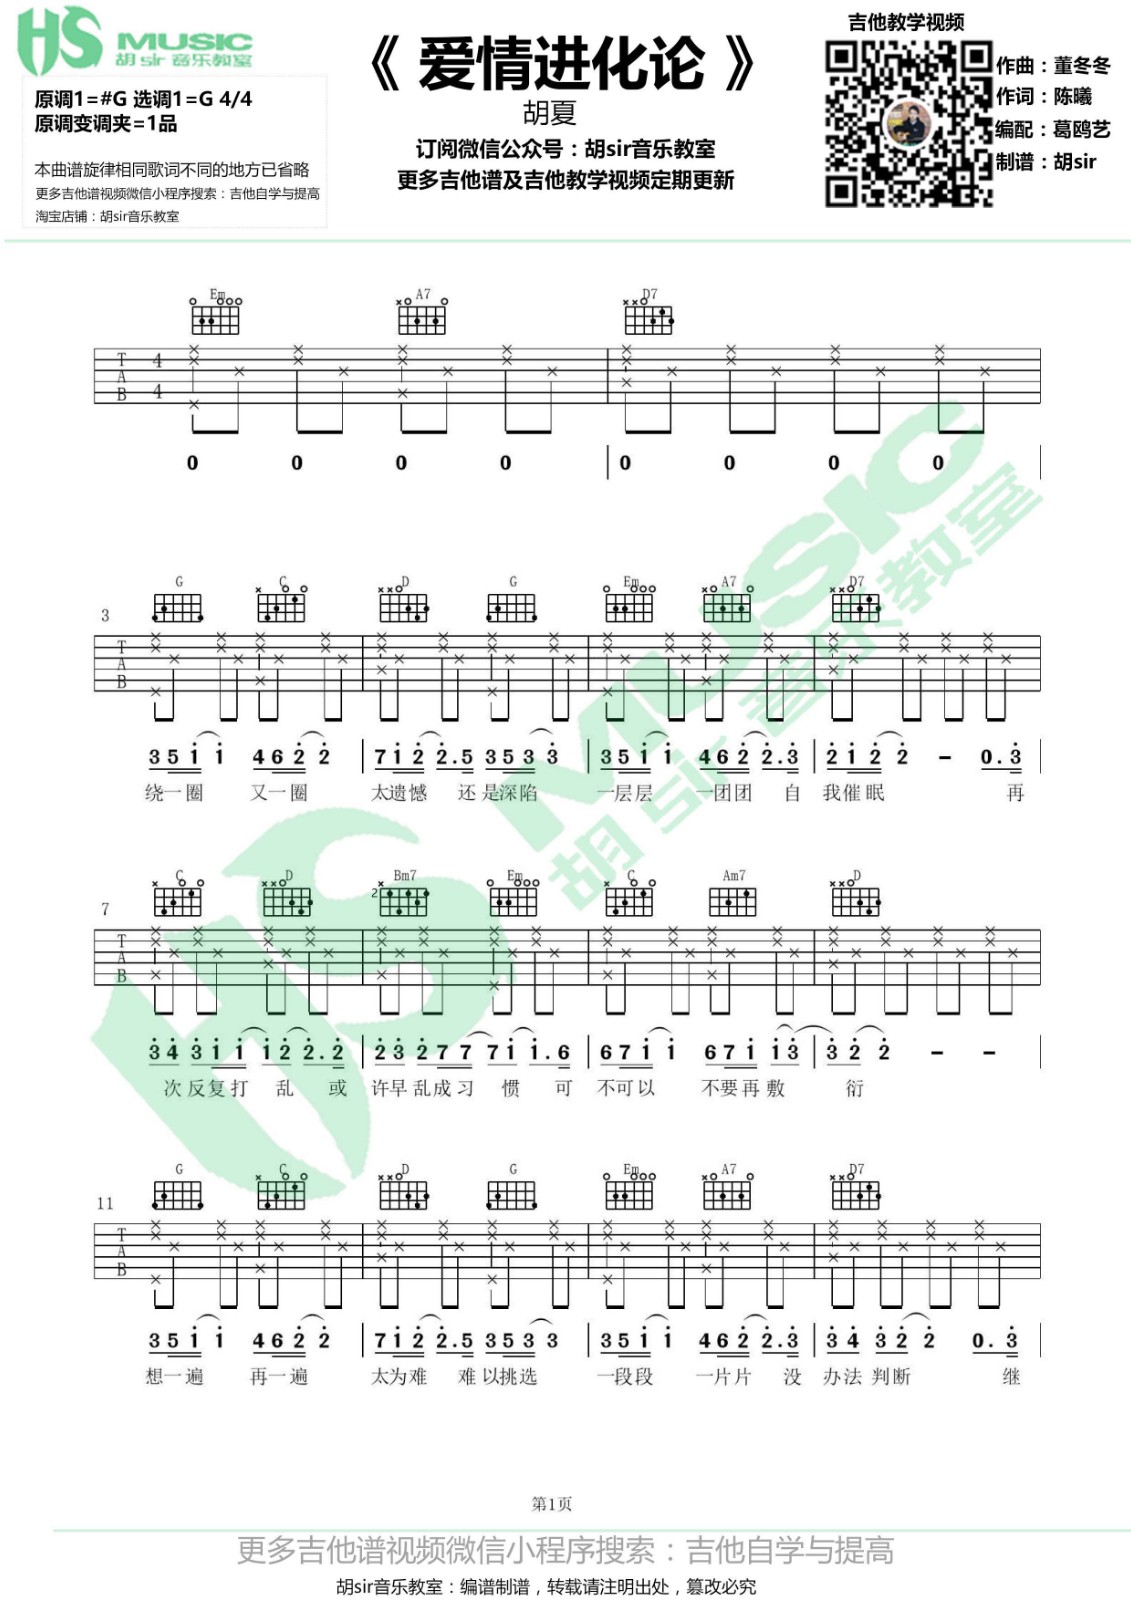 HS MUSIC
胡 sir 音乐教室
原调1=#G 选调1=G 4/4
原调变调夹=1品
本曲谱旋律相同歌词不同的地方已省略
更多吉他谱视频微信小程序搜索：吉他自学与提高
淘宝店铺：胡sir音乐教室
《 爱情进化论 》
胡夏
订阅微信公众号：胡sir音乐教室
更多吉他谱及吉他教学视频定期更新
吉他教学视频
作曲：董冬冬
作词：陈曦
编配：葛鸥艺
制谱：胡sir
Em A7 D7
T A B 4 4
0 0 0 0 | 0 0 0 0 |
G C D G Em A7 D7
3
T A B
3 5 1 1 4 6 2 2 | 7 1 2 2.5 3 5 3 3 | 3 5 1 1 4 6 2 2.3 | 2 1 2 2 - 0.3 |
绕一圈 又一圈 太遗憾 还是深陷 一层层 一团团 自 我催眠 再
C D Bm7 Em C Am7 D
2
7
T A B
3 4 3 1 1 1 2 2.2 | 2 3 2 7 7 7 1 1.6 | 6 7 1 1 6 7 1 1 3 | 3 2 2 - - |
次反复打 乱 或 许早乱成习 惯 可 不可以 不要再敷 衍
G C D G Em A7 D7
11
T A B
3 5 1 1 4 6 2 2 | 7 1 2 2.5 3 5 3 3 | 3 5 1 1 4 6 2 2.3 | 3 4 3 2 2 0.3 |
想一遍 再一遍 太为难 难以挑选 一段段 一片片 没 办法判断 继
MUSIC
胡 sir 音乐教室
HS
第1页
更多吉他谱视频微信小程序搜索：吉他自学与提高
胡sir音乐教室：编谱制谱，转载请注明出处，篡改必究